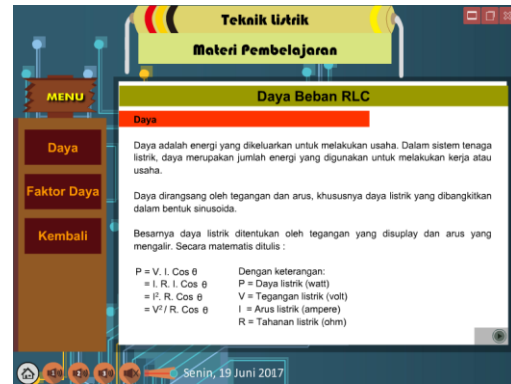 Teknik Listrik
Materi Pembelajaran
MENU
Daya
Faktor Daya
Kembali
Daya Beban RLC
Daya
Daya adalah energi yang dikeluarkan untuk melakukan usaha. Dalam sistem tenaga
listrik, daya merupakan jumlah energi yang digunakan untuk melakukan kerja atau
usaha.
Daya dirangsang oleh tegangan dan arus, khususnya daya listrik yang dibangkitkan
dalam bentuk sinusoida.
Besarnya daya listrik ditentukan oleh tegangan yang disuplay dan arus yang
mengalir. Secara matematis ditulis :
P = V. I. Cos θ
= I. R. I. Cos θ
= I². R. Cos θ
= V² / R. Cos θ
Dengan keterangan:
P = Daya listrik (watt)
V = Tegangan listrik (volt)
I = Arus listrik (ampere)
R = Tahanan listrik (ohm)
Senin, 19 Juni 2017